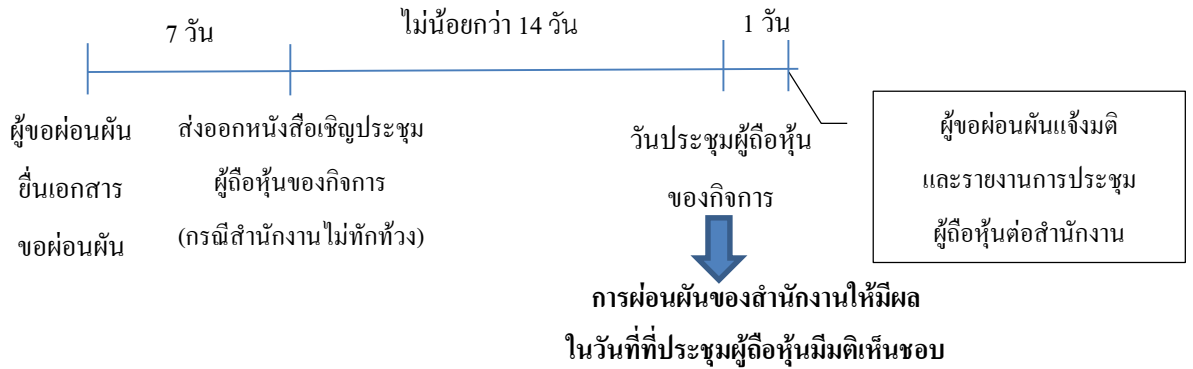 7 วัน
ไม่น้อยกว่า 14 วัน
1 วัน
ผู้ขอผ่อนผัน
ยื่นเอกสาร
ขอผ่อนผัน
ส่งออกหนังสือเชิญประชุม
ผู้ถือหุ้นของกิจการ
(กรณีสำนักงานไม่ทักท้วง)
วันประชุมผู้ถือหุ้น
ของกิจการ
ผู้ขอผ่อนผันแจ้งมติ
และรายงานการประชุม
ผู้ถือหุ้นต่อสำนักงาน
การผ่อนผันของสำนักงานให้มีผล
ในวันที่ที่ประชุมผู้ถือหุ้นมีมติเห็นชอบ